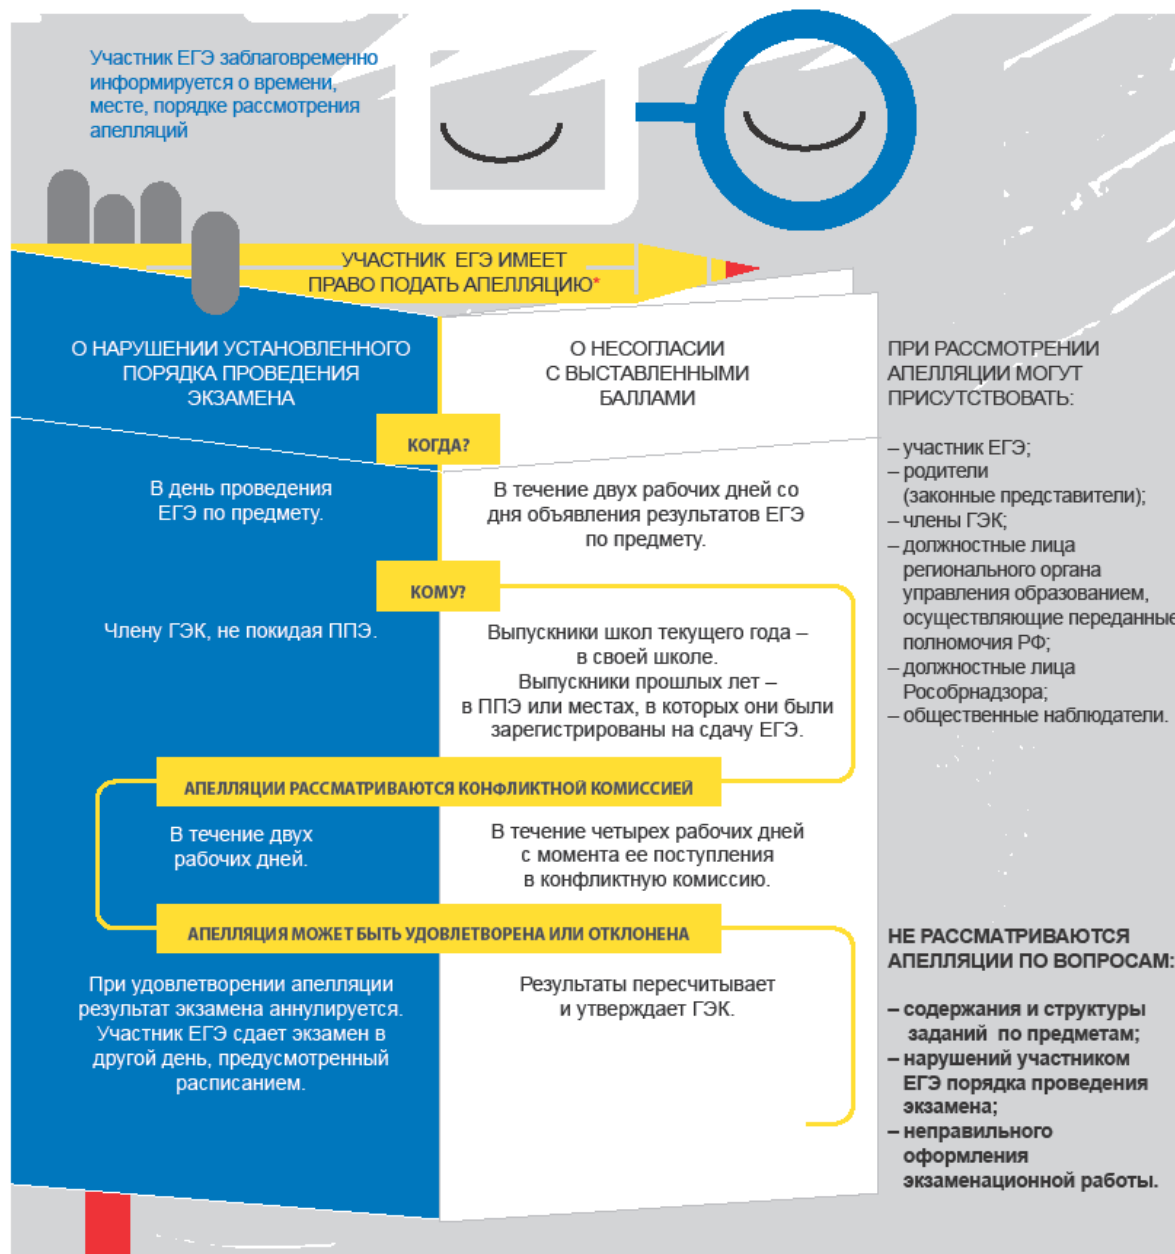 Участник ЕГЭ заблаговременно
информируется о времени,
месте, порядке рассмотрения
апелляций
УЧАСТНИК ЕГЭ ИМЕЕТ
ПРАВО ПОДАТЬ АПЕЛЛЯЦИЮ*
О НАРУШЕНИИ УСТАНОВЛЕННОГО
ПОРЯДКА ПРОВЕДЕНИЯ
ЭКЗАМЕНА
О НЕСОГЛАСИИ
С ВЫСТАВЛЕННЫМИ
БАЛЛАМИ
КОГДА?
В день проведения
ЕГЭ по предмету.
В течение двух рабочих дней со
дня объявления результатов ЕГЭ
по предмету.
КОМУ?
Члену ГЭК, не покидая ППЭ.
Выпускники школ текущего года –
в своей школе.
Выпускники прошлых лет –
в ППЭ или местах, в которых они были
зарегистрированы на сдачу ЕГЭ.
АПЕЛЛЯЦИИ РАССМАТРИВАЮТСЯ КОНФЛИКТНОЙ КОМИССИЕЙ
В течение двух
рабочих дней.
В течение четырех рабочих дней
с момента ее поступления
в конфликтную комиссию.
АПЕЛЛЯЦИЯ МОЖЕТ БЫТЬ УДОВЛЕТВОРЕНА ИЛИ ОТКЛОНЕНА
При удовлетворении апелляции
результат экзамена аннулируется.
Участник ЕГЭ сдает экзамен в
другой день, предусмотренный
расписанием.
Результаты пересчитывает
и утверждает ГЭК.
ПРИ РАССМОТРЕНИИ
АПЕЛЛЯЦИИ МОГУТ
ПРИСУТСТВОВАТЬ:
– участник ЕГЭ;
– родители
(законные представители);
– члены ГЭК;
– должностные лица
регионального органа
управления образованием,
осуществляющие переданные
полномочия РФ;
– должностные лица
Рособрнадзора;
– общественные наблюдатели.
НЕ РАССМАТРИВАЮТСЯ
АПЕЛЛЯЦИИ ПО ВОПРОСАМ:
– содержания и структуры
заданий по предметам;
– нарушений участником
ЕГЭ порядка проведения
экзамена;
– неправильного
оформления
экзаменационной работы.